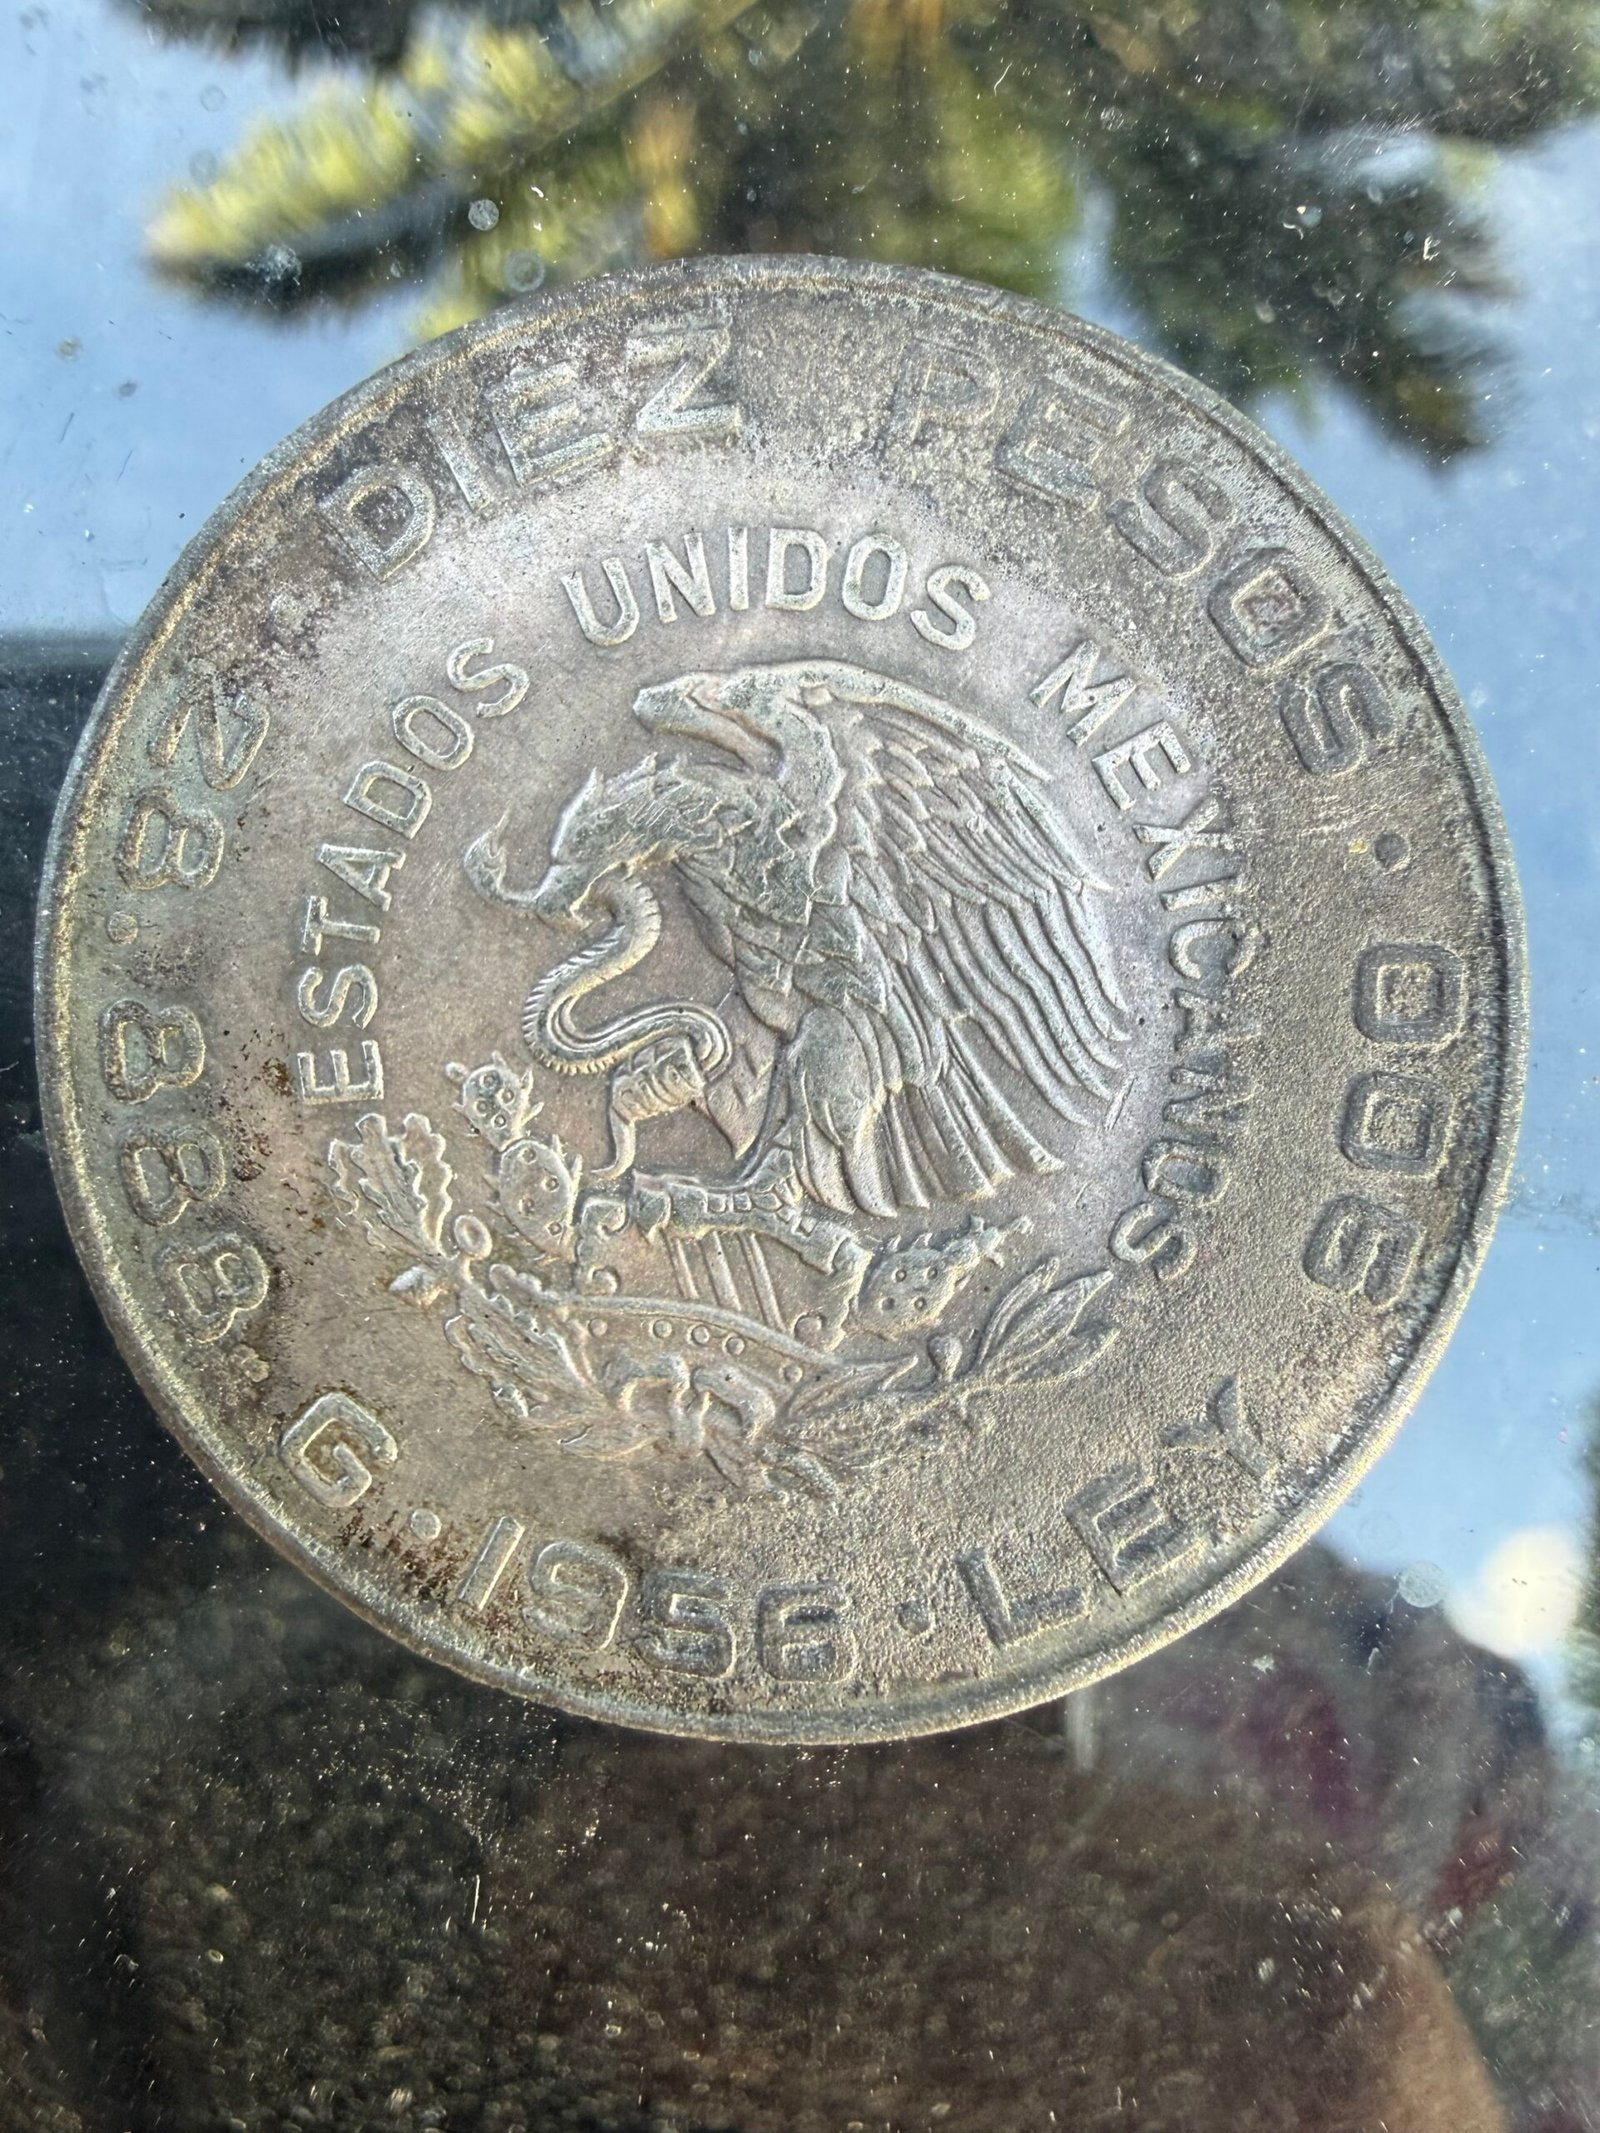 DIEZ PESOS
28.888 G · 1956 · LEY 900 ·
ESTADOS UNIDOS MEXICANOS